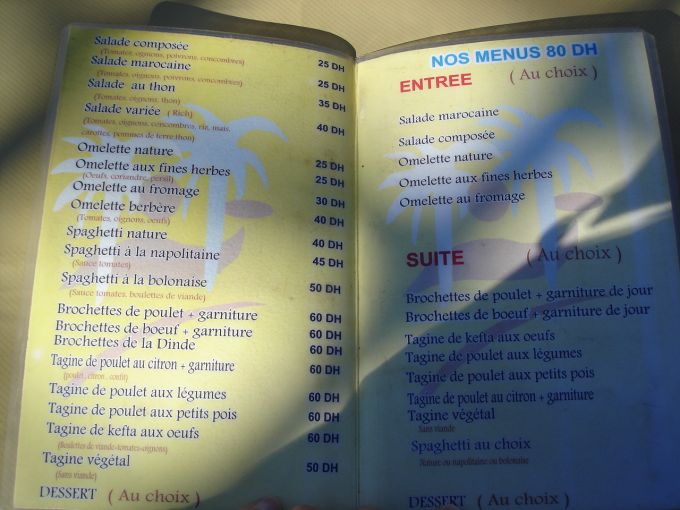 Salade composée 25 DH
(Tomates, oignons, poivrons, concombres)
Salade marocaine 25 DH
(Tomates, oignons, poivrons, concombres)
Salade au thon 35 DH
(Tomates, oignons, thon)
Salade variée (Rich) 40 DH
(Tomates, oignons, concombres, riz, mais,
carottes, pommes de terre,thon)
Omelette nature 25 DH
Omelette aux fines herbes 25 DH
(Oeufs, coriandre, persil)
Omelette au fromage 30 DH
Omelette berbère 40 DH
(Tomates, oignons, oeufs)
Spaghetti nature 40 DH
Spaghetti à la napolitaine 45 DH
(Sauce tomates)
Spaghetti à la bolonaise 50 DH
(Sauce tomates, boulettes de viande)
Brochettes de poulet + garniture 60 DH
Brochettes de boeuf + garniture 60 DH
Brochettes de la Dinde 60 DH
Tagine de poulet au citron + garniture 60 DH
(poulet, citron, confit)
Tagine de poulet aux légumes 60 DH
Tagine de poulet aux petits pois 60 DH
Tagine de kefta aux oeufs 60 DH
(Boulettes de viande-tomates-oignons)
Tagine végétal 50 DH
(Sans viande)
DESSERT (Au choix)
NOS MENUS 80 DH
ENTREE (Au choix)
Salade marocaine
Salade composée
Omelette nature
Omelette aux fines herbes
Omelette au fromage
SUITE (Au choix)
Brochettes de poulet + garniture de jour
Brochettes de boeuf + garniture de jour
Tagine de kefta aux oeufs
Tagine de poulet aux légumes
Tagine de poulet aux petits pois
Tagine de poulet au citron + garniture
Tagine végétal
Sans viande
Spaghetti au choix
Nature ou napolitaine ou bolonaise
DESSERT (Au choix)